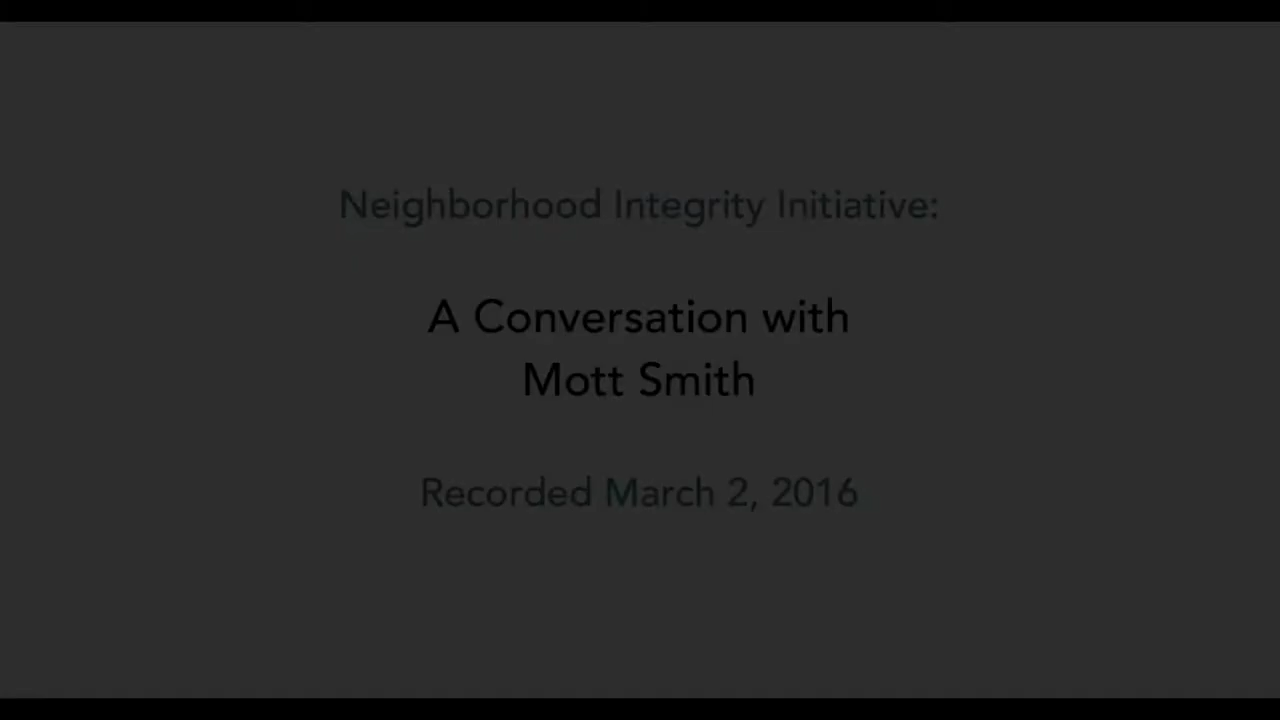 Neighborhood Integrity Initiative:
A Conversation with
Mott Smith
Recorded March 2, 2016